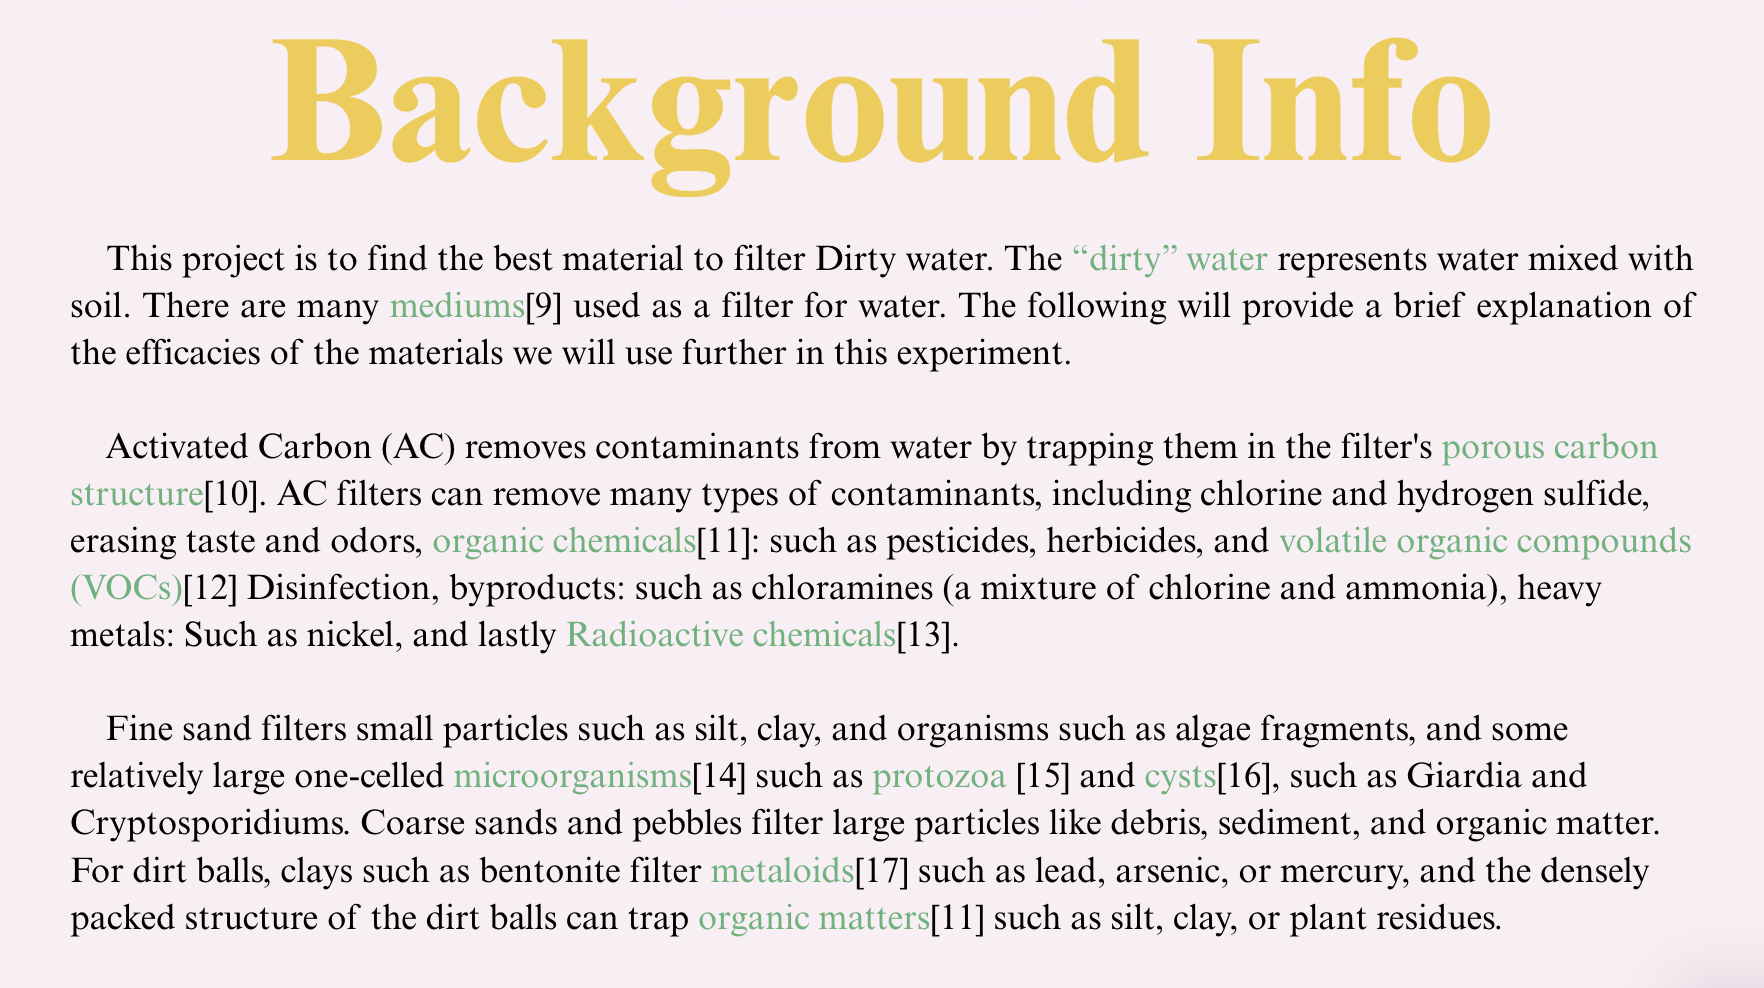 Background Info
This project is to find the best material to filter Dirty water. The “dirty” water represents water mixed with
soil. There are many mediums[9] used as a filter for water. The following will provide a brief explanation of
the efficacies of the materials we will use further in this experiment.
Activated Carbon (AC) removes contaminants from water by trapping them in the filter's porous carbon
structure[10]. AC filters can remove many types of contaminants, including chlorine and hydrogen sulfide,
erasing taste and odors, organic chemicals[11]: such as pesticides, herbicides, and volatile organic compounds
(VOCs)[12] Disinfection, byproducts: such as chloramines (a mixture of chlorine and ammonia), heavy
metals: Such as nickel, and lastly Radioactive chemicals[13].
Fine sand filters small particles such as silt, clay, and organisms such as algae fragments, and some
relatively large one-celled microorganisms[14] such as protozoa [15] and cysts[16], such as Giardia and
Cryptosporidiums. Coarse sands and pebbles filter large particles like debris, sediment, and organic matter.
For dirt balls, clays such as bentonite filter metaloids[17] such as lead, arsenic, or mercury, and the densely
packed structure of the dirt balls can trap organic matters[11] such as silt, clay, or plant residues.